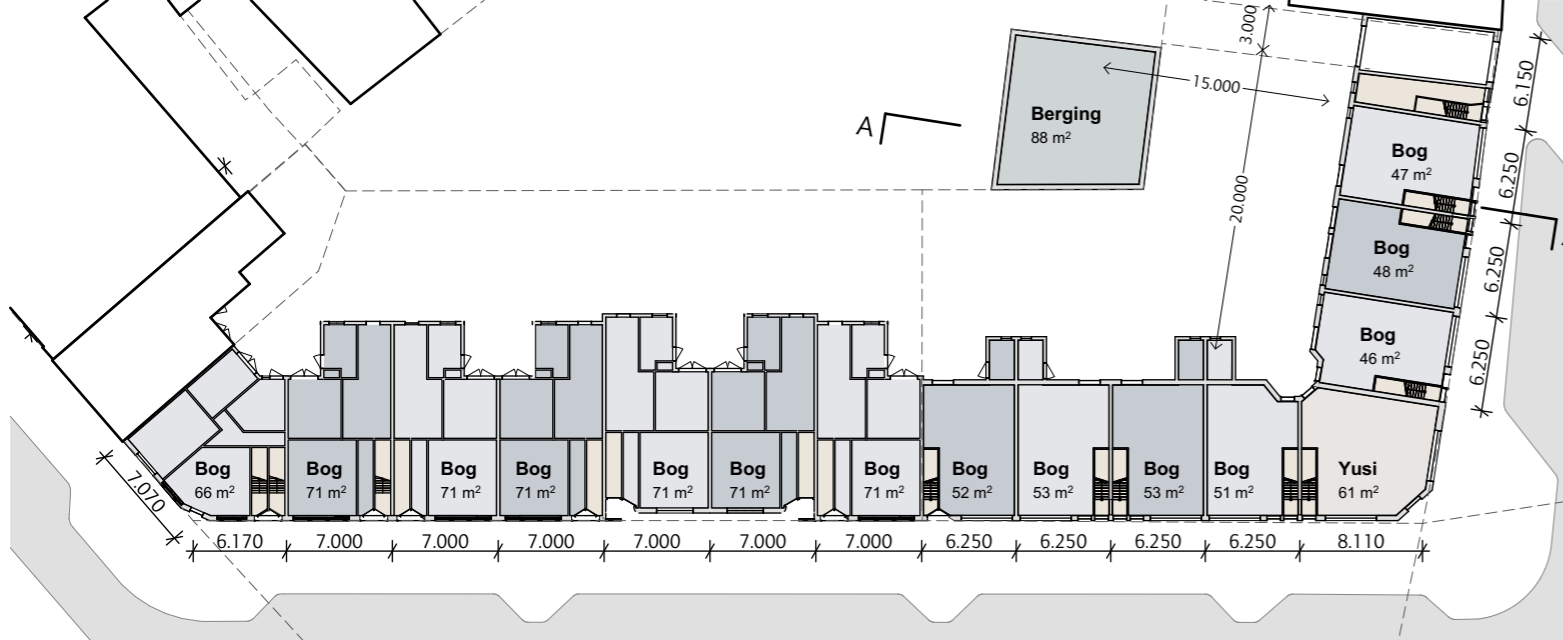 3.000
15.000
20.000
A
Berging
88 m²
Bog
47 m²
Bog
48 m²
Bog
46 m²
6.150
6.250
6.250
6.250
Bog
66 m²
Bog
71 m²
Bog
71 m²
Bog
71 m²
Bog
71 m²
Bog
71 m²
Bog
71 m²
Bog
52 m²
Bog
53 m²
Bog
53 m²
Bog
51 m²
Yusi
61 m²
7.070
6.170 7.000 7.000 7.000 7.000 7.000 7.000 6.250 6.250 6.250 6.250 8.110